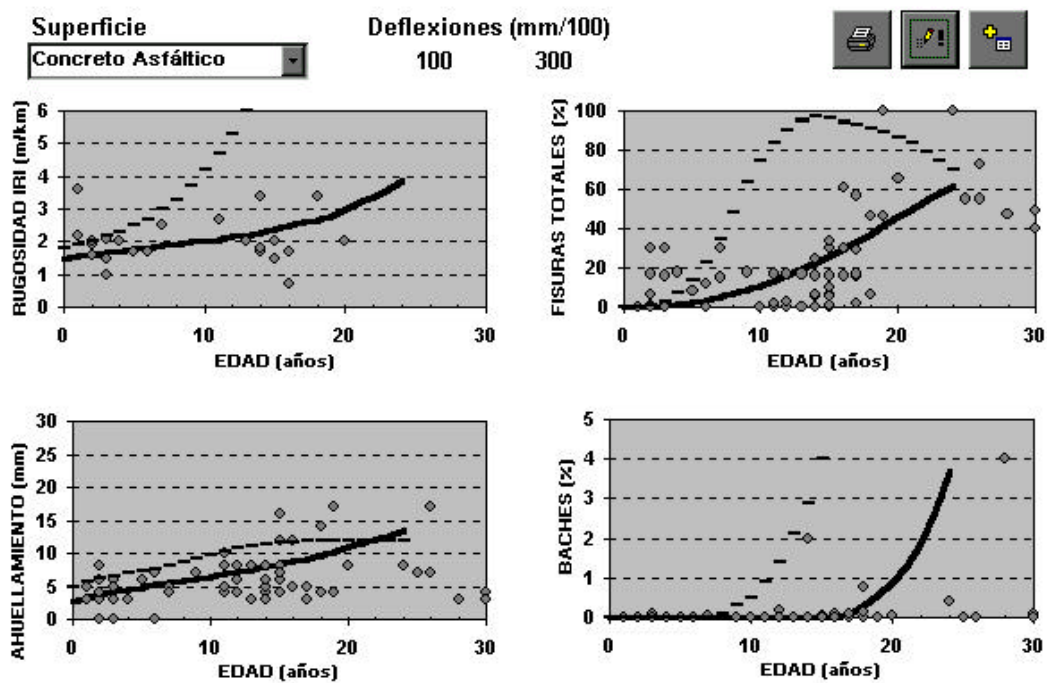 Superficie
Deflexiones (mm/100)
Concreto Asfáltico
100 300
RUGOSIDAD IRI (m/km)
6
5
4
3
2
1
0
0 10 20 30
EDAD (años)
FISURAS TOTALES (%)
100
80
60
40
20
0
0 10 20 30
EDAD (años)
AHUELLAMIENTO (mm)
30
25
20
15
10
5
0
0 10 20 30
EDAD (años)
BACHES (%)
5
4
3
2
1
0
0 10 20 30
EDAD (años)